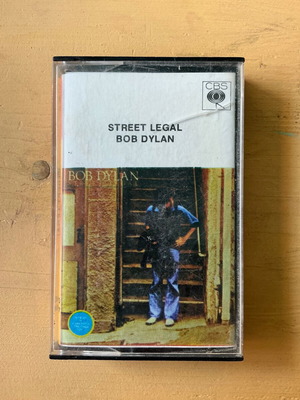 CBS
STREET LEGAL
BOB DYLAN
BOB DYLAN